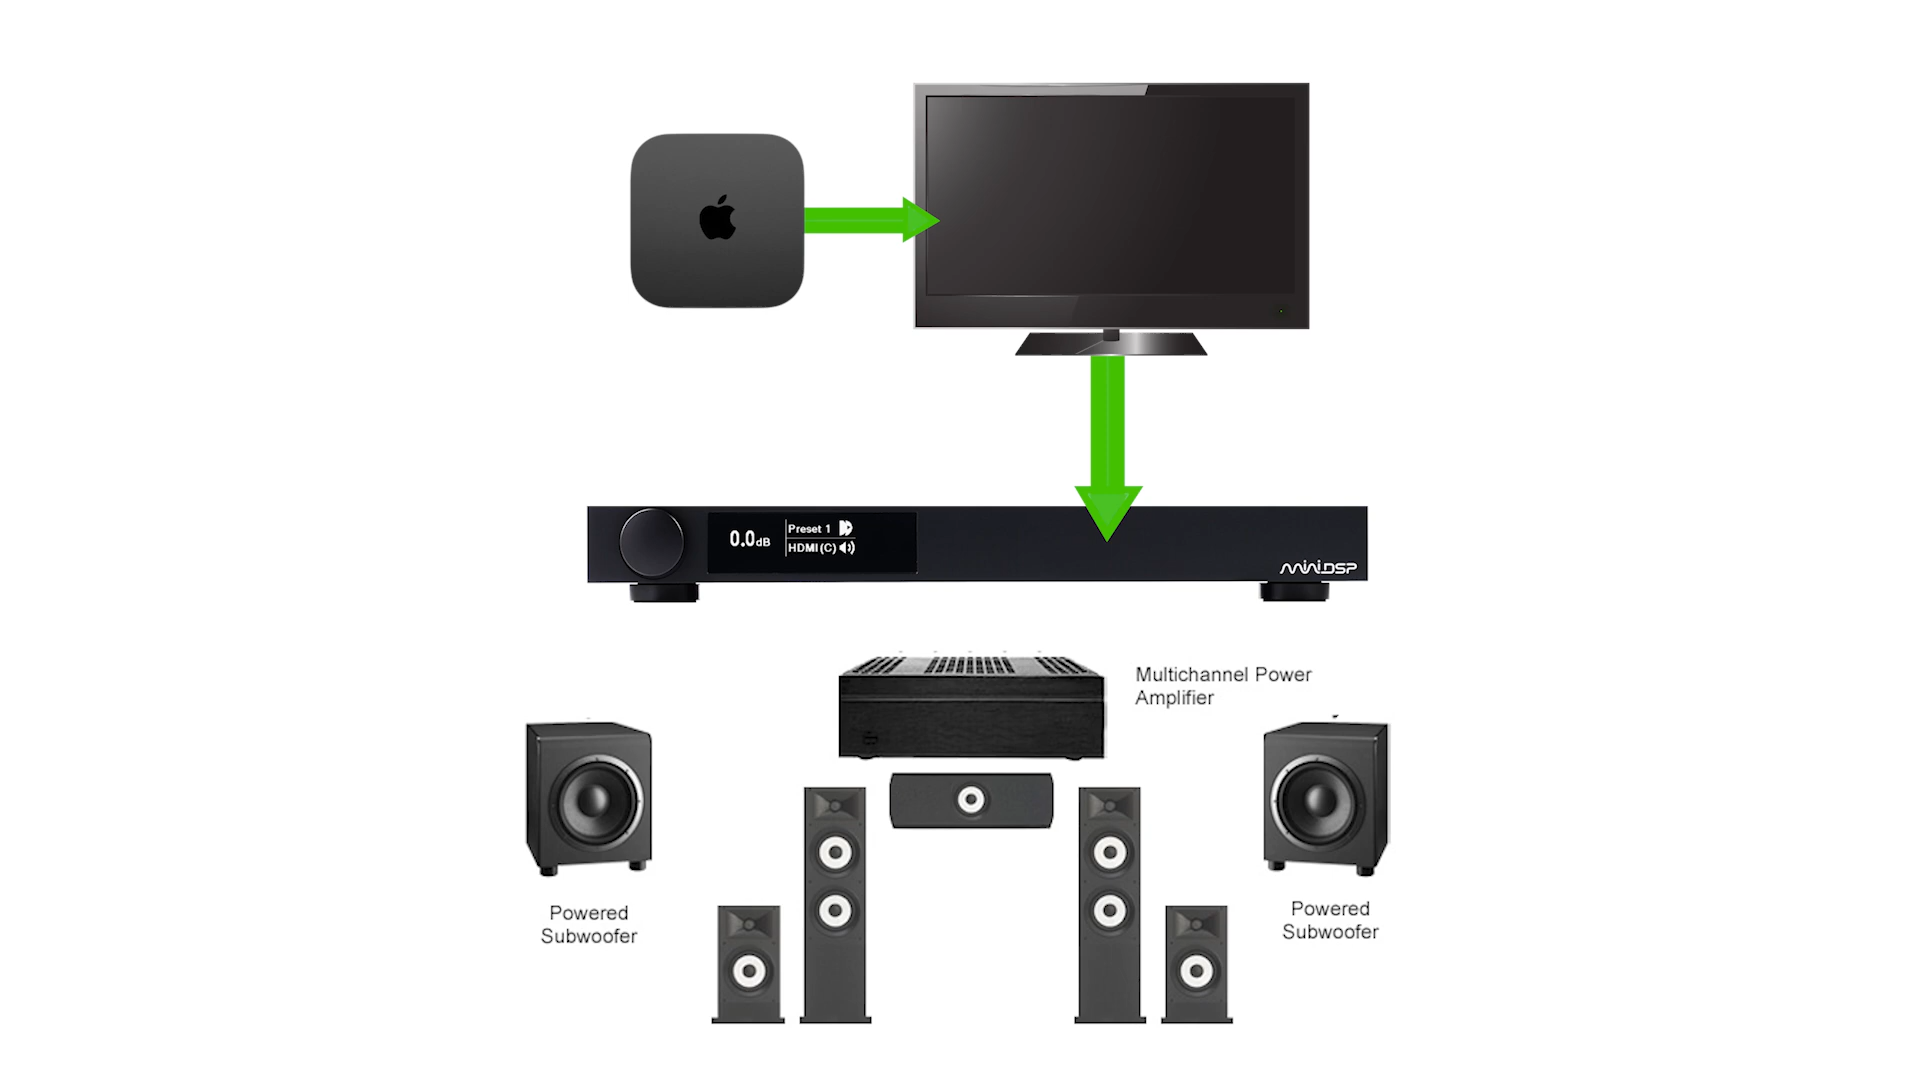 0.0dB
Preset 1
HDMI(C)
miniDSP
Multichannel Power
Amplifier
Powered
Subwoofer
Powered
Subwoofer